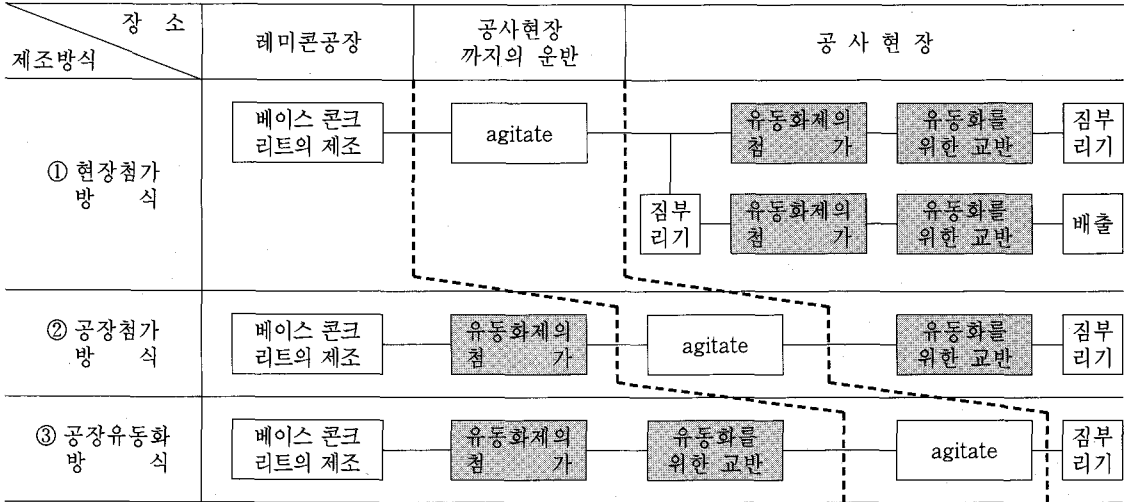 장 소
제조방식
레미콘공장
공사현장
까지의 운반
공 사 현 장
① 현장첨가
방 식
베이스 콘크
리트의 제조
agitate
유동화제의
첨 가
유동화를
위한 교반
짐부
리기
짐부
리기
유동화제의
첨 가
유동화를
위한 교반
배출
② 공장첨가
방 식
베이스 콘크
리트의 제조
유동화제의
첨 가
agitate
유동화를
위한 교반
짐부
리기
③ 공장유동화
방 식
베이스 콘크
리트의 제조
유동화제의
첨 가
유동화를
위한 교반
agitate
짐부
리기